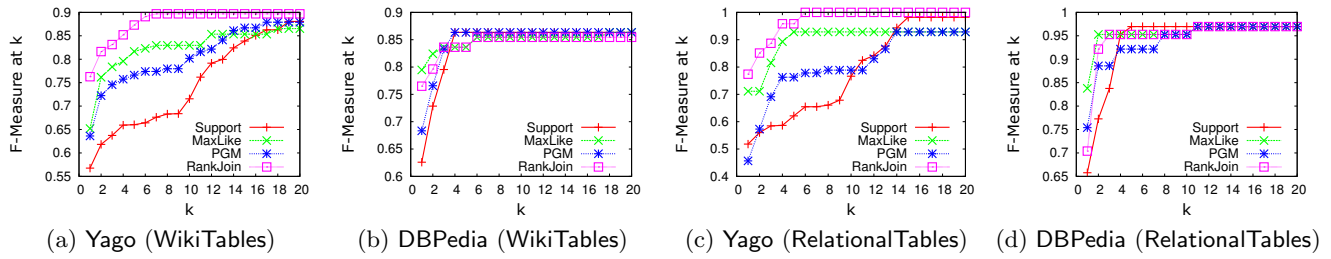 F-Measure at k
0.9
0.85
0.8
0.75
0.7
0.65
0.6
0.55
Support
MaxLike
PGM
RankJoin
0 2 4 6 8 10 12 14 16 18 20
k
(a) Yago (WikiTables)
F-Measure at k
0.9
0.85
0.8
0.75
0.7
0.65
0.6
Support
MaxLike
PGM
RankJoin
0 2 4 6 8 10 12 14 16 18 20
k
(b) DBPedia (WikiTables)
F-Measure at k
1
0.9
0.8
0.7
0.6
0.5
0.4
Support
MaxLike
PGM
RankJoin
0 2 4 6 8 10 12 14 16 18 20
k
(c) Yago (RelationalTables)
F-Measure at k
1
0.95
0.9
0.85
0.8
0.75
0.7
0.65
Support
MaxLike
PGM
RankJoin
0 2 4 6 8 10 12 14 16 18 20
k
(d) DBPedia (RelationalTables)